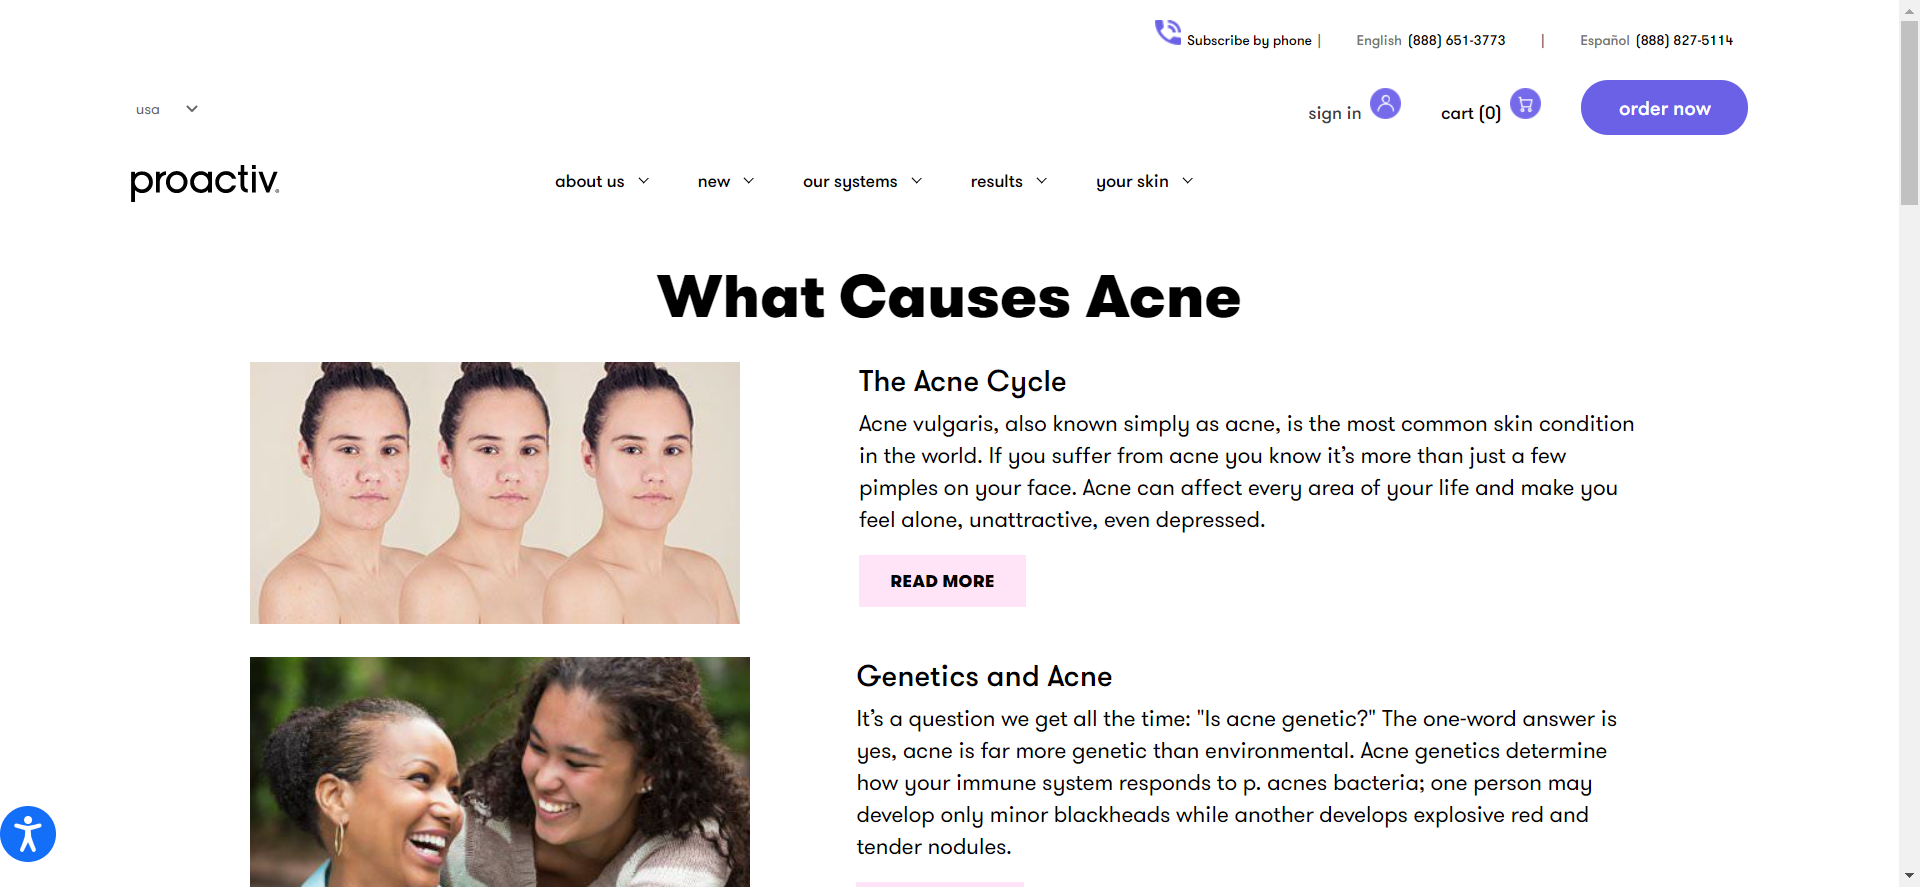 Subscribe by phone |
English (888) 651-3773
|
Español (888) 827-5114
usa
sign in
cart (0)
order now
proactiv.
about us
new
our systems
results
your skin
What Causes Acne
The Acne Cycle
Acne vulgaris, also known simply as acne, is the most common skin condition
in the world. If you suffer from acne you know it’s more than just a few
pimples on your face. Acne can affect every area of your life and make you
feel alone, unattractive, even depressed.
READ MORE
Genetics and Acne
It’s a question we get all the time: "Is acne genetic?" The one-word answer is
yes, acne is far more genetic than environmental. Acne genetics determine
how your immune system responds to p. acnes bacteria; one person may
develop only minor blackheads while another develops explosive red and
tender nodules.